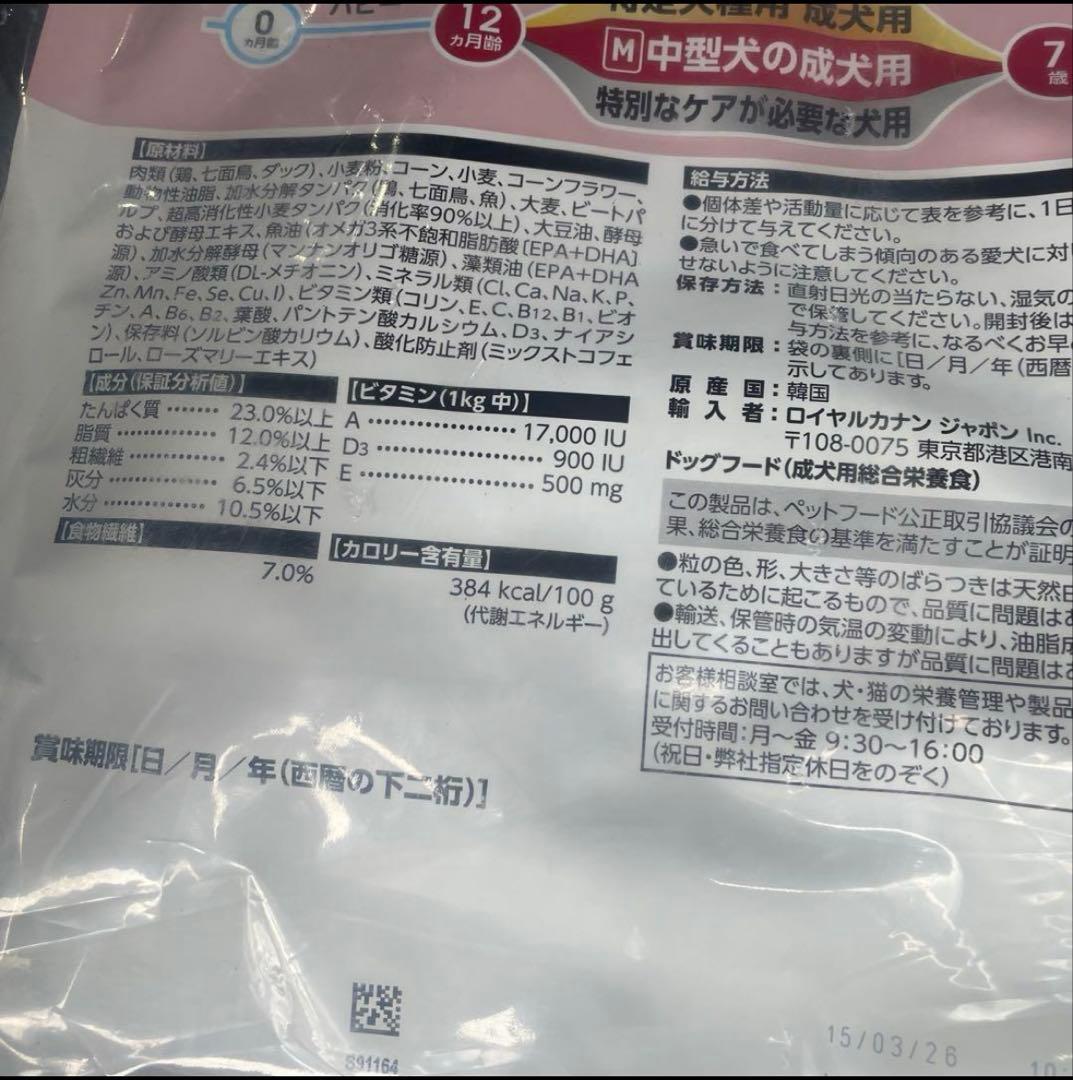 0
カ月齢
12
カ月齢
成犬用
M 中型犬の成犬用
特別なケアが必要な犬用
7
歳
【原材料】
肉類(鶏、七面鳥、ダック)、小麦粉、コーン、小麦、コーンフラワー、
動物性油脂、加水分解タンパク(鶏、七面鳥、魚)、大麦、ビートパ
ルプ、超高消化性小麦タンパク(消化率90%以上)、大豆油、酵母
および酵母エキス、魚油(オメガ3系不飽和脂肪酸[EPA+DHA]
源)、加水分解酵母(マンナンオリゴ糖源)、藻類油(EPA+DHA
源)、アミノ酸類(DL-メチオニン)、ミネラル類(Cl、Ca、Na、K、P、
Zn、Mn、Fe、Se、Cu、I)、ビタミン類(コリン、E、C、B12、B1、ビオ
チン、A、B6、B2、葉酸、パントテン酸カルシウム、D3、ナイアシ
ン)、保存料(ソルビン酸カリウム)、酸化防止剤(ミックストコフェ
ロール、ローズマリーエキス)
【成分(保証分析値)】
たんぱく質 ……… 23.0%以上
脂質 ……………… 12.0%以上
粗繊維 …………… 2.4%以下
灰分 ……………… 6.5%以下
水分 ……………… 10.5%以下
【食物繊維】
7.0%
【ビタミン(1kg 中)】
A ……………… 17,000 IU
D3 ……………… 900 IU
E ……………… 500 mg
【カロリー含有量】
384 kcal/100 g
(代謝エネルギー)
給与方法
●個体差や活動量に応じて表を参考に、1日
に分けて与えてください。
●急いで食べてしまう傾向のある愛犬に対
せないように注意してください。
保存方法：直射日光の当たらない、湿気の
で保管してください。開封後は
与方法を参考に、なるべくお早
賞味期限：袋の裏側に[日／月／年(西暦
示してあります。
原産国：韓国
輸入者：ロイヤルカナン ジャポン Inc.
〒108-0075 東京都港区港南
ドッグフード(成犬用総合栄養食)
この製品は、ペットフード公正取引協議会の
果、総合栄養食の基準を満たすことが証明
●粒の色、形、大きさ等のばらつきは天然由
ているために起こるもので、品質に問題はあ
●輸送、保管時の気温の変動により、油脂成
出してくることもありますが品質に問題はあ
お客様相談室では、犬・猫の栄養管理や製品
に関するお問い合わせを受け付けております。
受付時間:月〜金 9:30〜16:00
(祝日・弊社指定休日をのぞく)
賞味期限[日／月／年(西暦の下二桁)]
S91164
15/03/26
10: